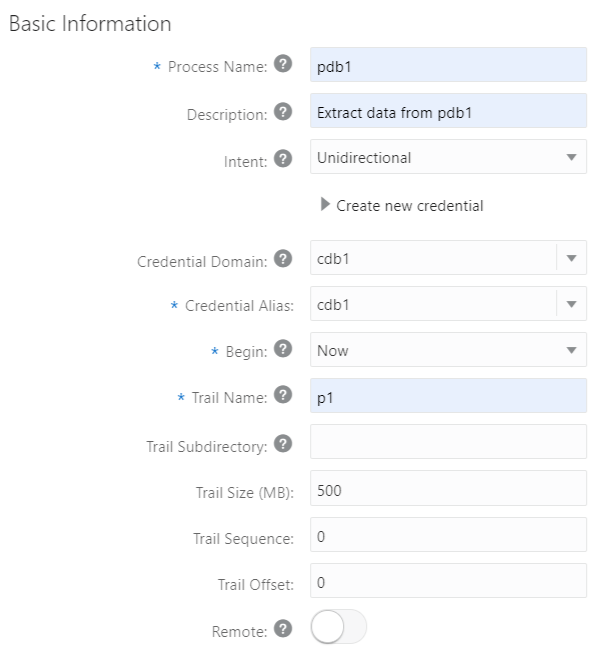 Basic Information
* Process Name: ? pdb1
Description: ? Extract data from pdb1
Intent: ? Unidirectional
Create new credential
Credential Domain: ? cdb1
* Credential Alias: cdb1
* Begin: ? Now
* Trail Name: ? p1
Trail Subdirectory: ?
Trail Size (MB): 500
Trail Sequence: 0
Trail Offset: 0
Remote: ?